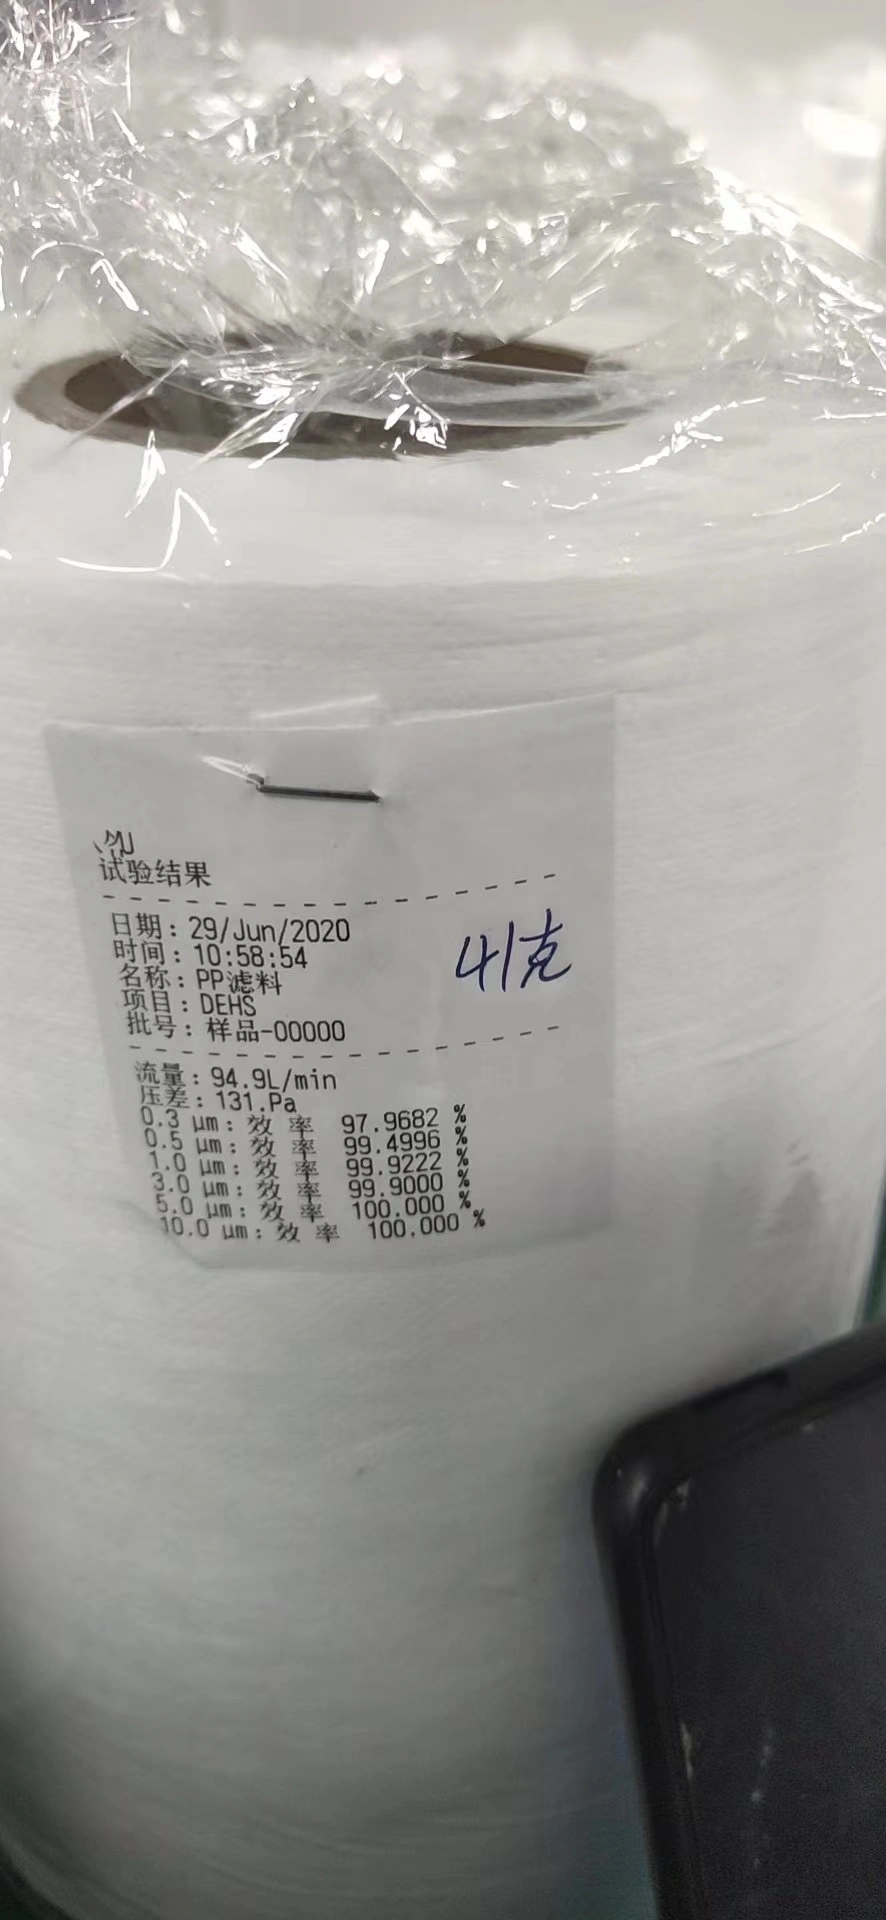 试验结果
日期：29/Jun/2020
时间：10:58:54
名称：PP滤料
项目：DEHS
批号：样品-00000
41克
流量：94.9L/min
压差：131.Pa
0.3 μm：效 率 97.9682 %
0.5 μm：效 率 99.4996 %
1.0 μm：效 率 99.9222 %
3.0 μm：效 率 99.9000 %
5.0 μm：效 率 100.000 %
10.0 μm：效 率 100.000 %